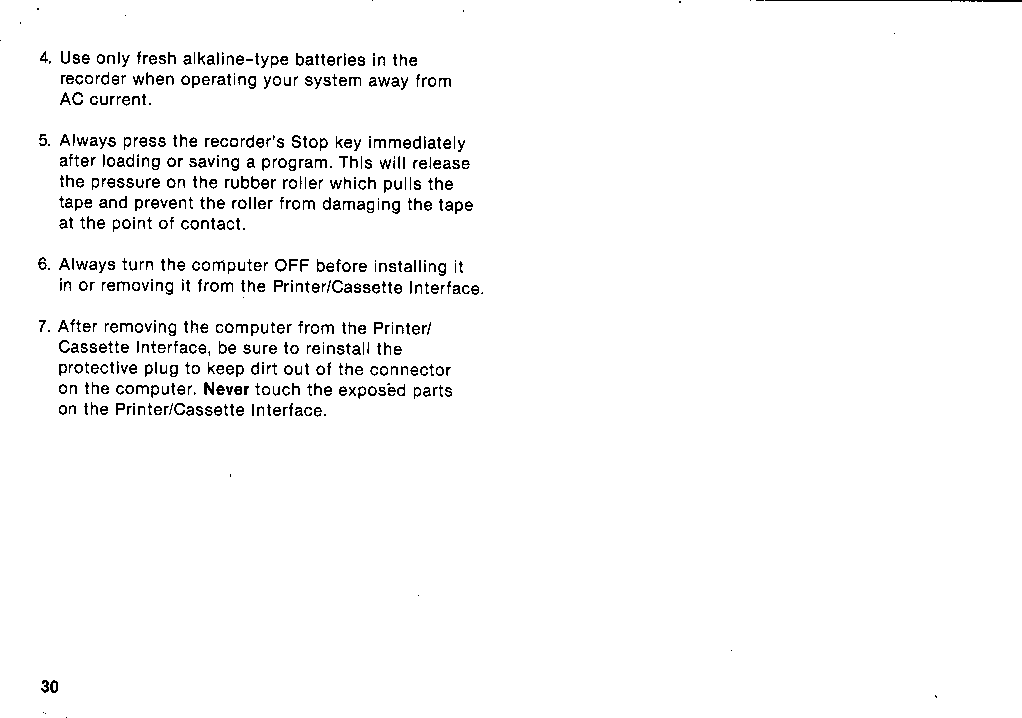 4. Use only fresh alkaline-type batteries in the
recorder when operating your system away from
AC current.
5. Always press the recorder's Stop key immediately
after loading or saving a program. This will release
the pressure on the rubber roller which pulls the
tape and prevent the roller from damaging the tape
at the point of contact.
6. Always turn the computer OFF before installing it
in or removing it from the Printer/Cassette Interface.
7. After removing the computer from the Printer/
Cassette Interface, be sure to reinstall the
protective plug to keep dirt out of the connector
on the computer. Never touch the exposed parts
on the Printer/Cassette Interface.
30